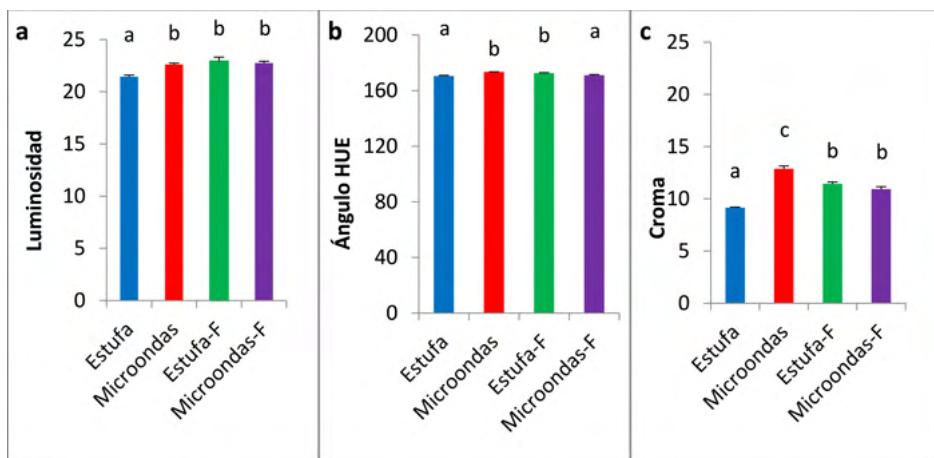 a
a b b b
25
20
15
10
5
0
Luminosidad
Estufa
Microondas
Estufa-F
Microondas-F
b
a b b a
200
160
120
80
40
0
Ángulo HUE
Estufa
Microondas
Estufa-F
Microondas-F
c
a c b b
25
20
15
10
5
0
Croma
Estufa
Microondas
Estufa-F
Microondas-F